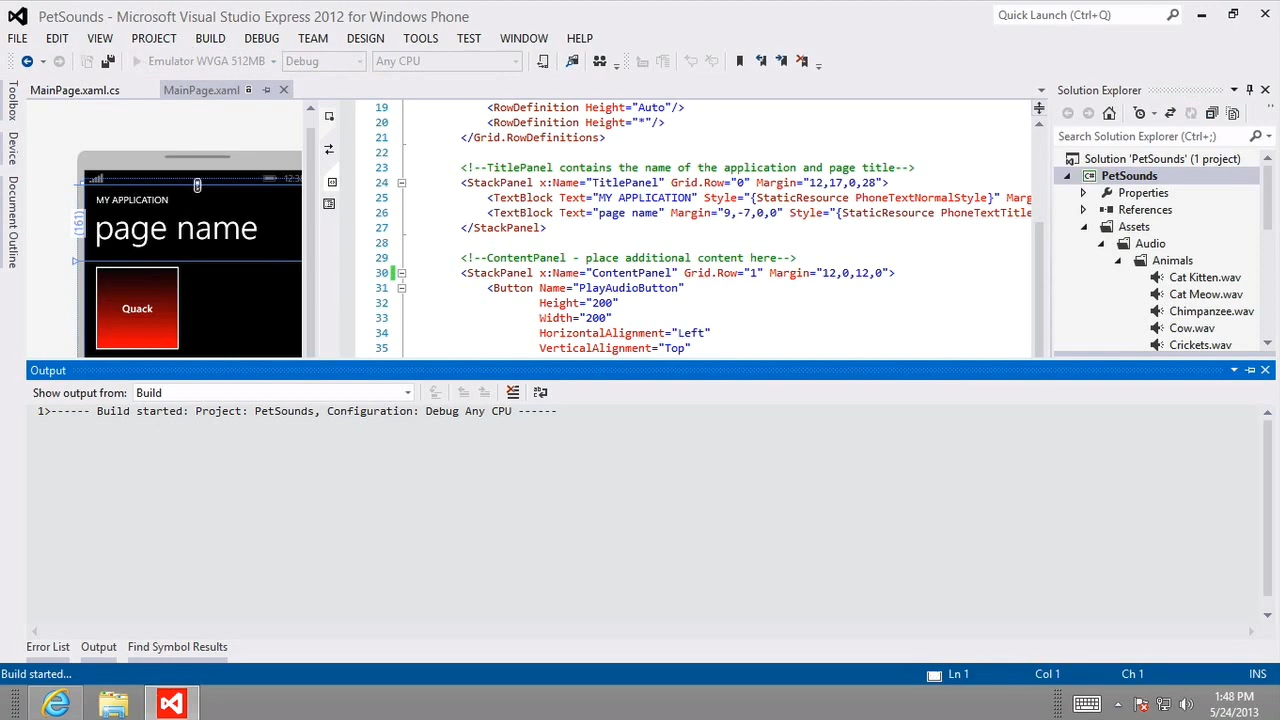 PetSounds - Microsoft Visual Studio Express 2012 for Windows Phone
Quick Launch (Ctrl+Q)
FILE EDIT VIEW PROJECT BUILD DEBUG TEAM DESIGN TOOLS TEST WINDOW HELP
Emulator WVGA 512MB Debug Any CPU
Toolbox
Device
Document Outline
MainPage.xaml.cs MainPage.xaml
MY APPLICATION
page name
(161)
Quack
19 <RowDefinition Height="Auto"/>
20 <RowDefinition Height="*"/>
21 </Grid.RowDefinitions>
22
23 <!--TitlePanel contains the name of the application and page title-->
24 <StackPanel x:Name="TitlePanel" Grid.Row="0" Margin="12,17,0,28">
25 <TextBlock Text="MY APPLICATION" Style="{StaticResource PhoneTextNormalStyle}" Marg
26 <TextBlock Text="page name" Margin="9,-7,0,0" Style="{StaticResource PhoneTextTitle
27 </StackPanel>
28
29 <!--ContentPanel - place additional content here-->
30 <StackPanel x:Name="ContentPanel" Grid.Row="1" Margin="12,0,12,0">
31 <Button Name="PlayAudioButton"
32 Height="200"
33 Width="200"
34 HorizontalAlignment="Left"
35 VerticalAlignment="Top"
Solution Explorer
Search Solution Explorer (Ctrl+;)
Solution 'PetSounds' (1 project)
PetSounds
Properties
References
Assets
Audio
Animals
Cat Kitten.wav
Cat Meow.wav
Chimpanzee.wav
Cow.wav
Crickets.wav
Output
Show output from: Build
1>------ Build started: Project: PetSounds, Configuration: Debug Any CPU ------
Error List Output Find Symbol Results
Build started... Ln 1 Col 1 Ch 1 INS
1:48 PM
5/24/2013